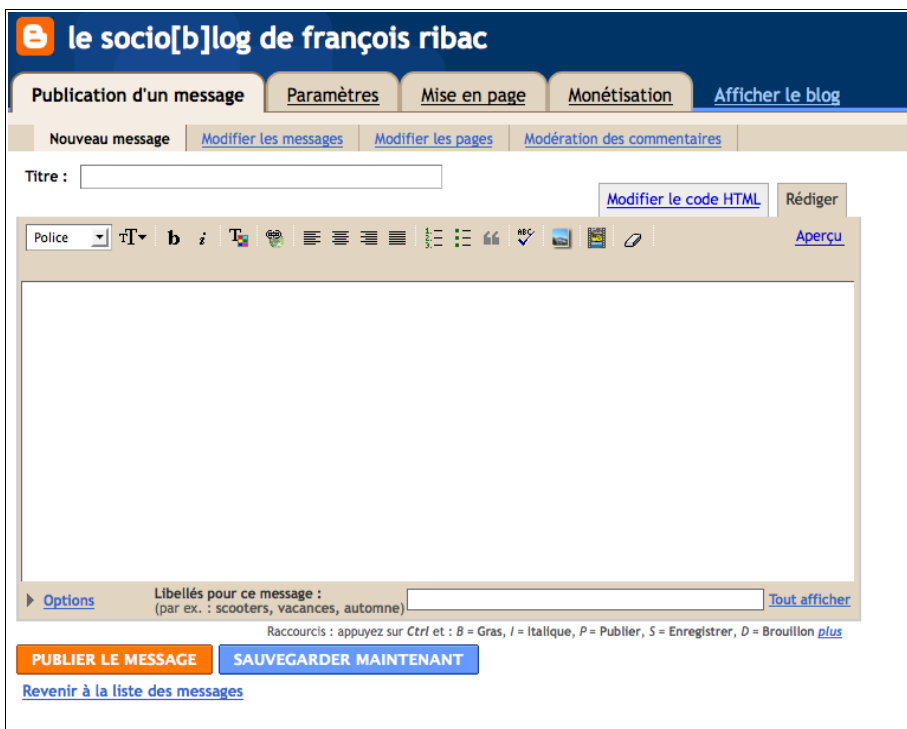 le socio[b]log de françois ribac
Publication d'un message Paramètres Mise en page Monétisation Afficher le blog
Nouveau message Modifier les messages Modifier les pages Modération des commentaires
Titre :
Modifier le code HTML Rédiger
Police Aperçu
Options Libellés pour ce message :
(par ex. : scooters, vacances, automne) Tout afficher
Raccourcis : appuyez sur Ctrl et : B = Gras, I = Italique, P = Publier, S = Enregistrer, D = Brouillon plus
PUBLIER LE MESSAGE SAUVEGARDER MAINTENANT
Revenir à la liste des messages